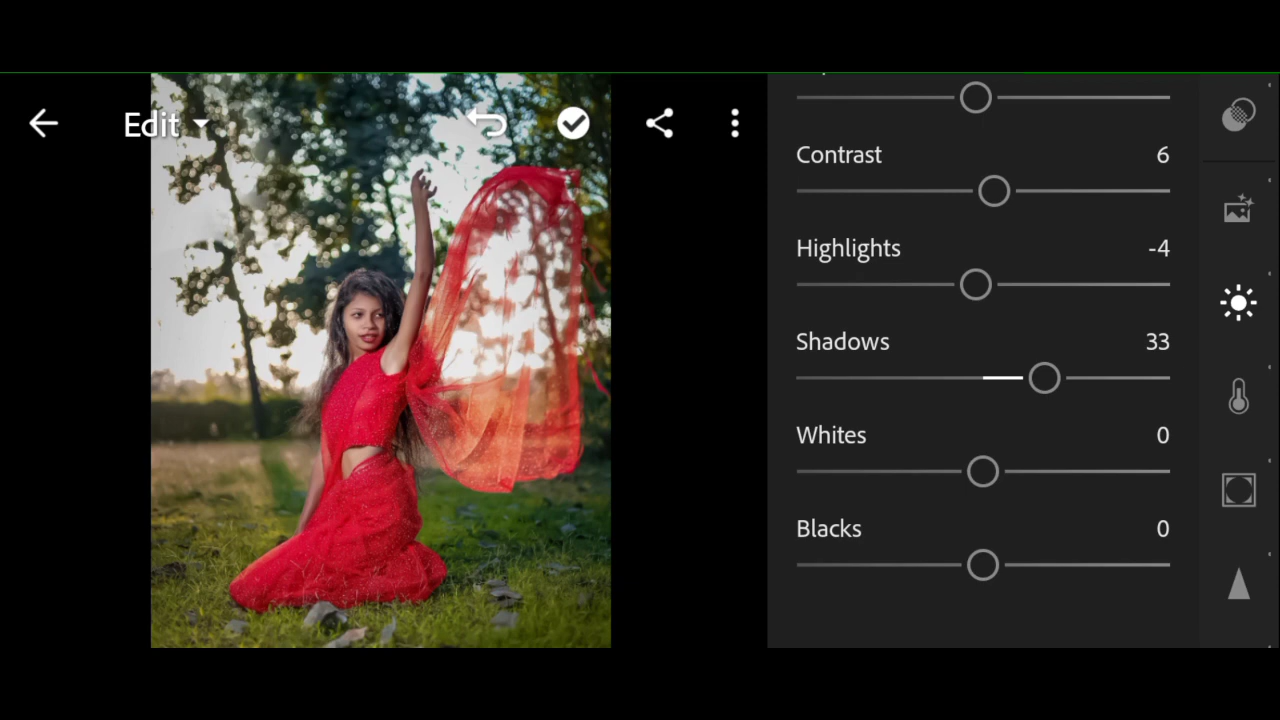 Edit
Contrast 6
Highlights -4
Shadows 33
Whites 0
Blacks 0